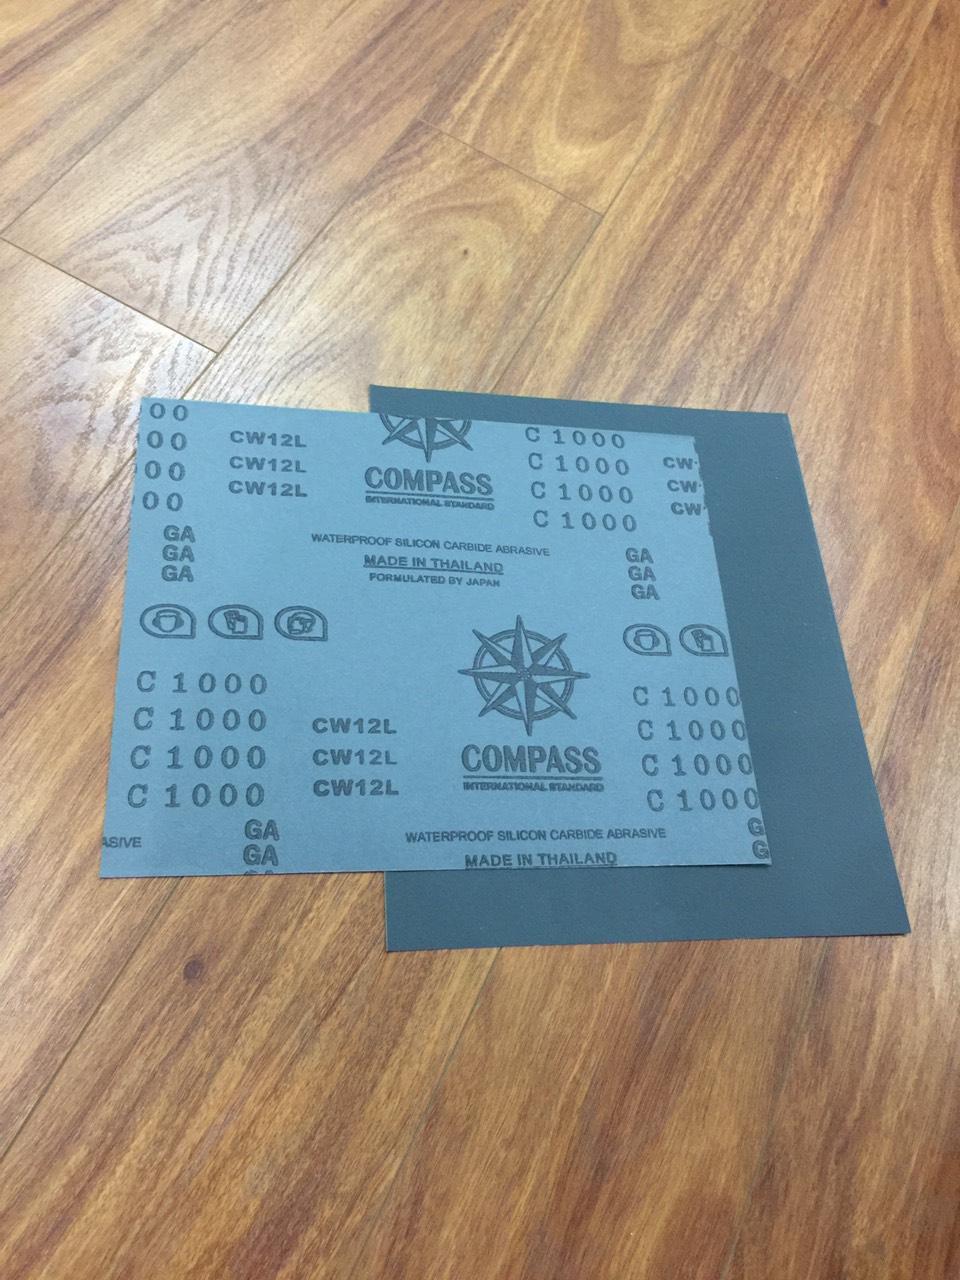 00
00
00
00
CW12L
CW12L
CW12L
COMPASS
INTERNATIONAL STANDARD
C 1000
C 1000
C 1000
C 1000
CW
CW
CW
GA
GA
GA
WATERPROOF SILICON CARBIDE ABRASIVE
MADE IN THAILAND
FORMULATED BY JAPAN
GA
GA
GA
C 1000
C 1000
C 1000
C 1000
CW12L
CW12L
CW12L
COMPASS
INTERNATIONAL STANDARD
C 1000
C 1000
C 1000
C 1000
ASIVE
GA
GA
WATERPROOF SILICON CARBIDE ABRASIVE
MADE IN THAILAND
G
G